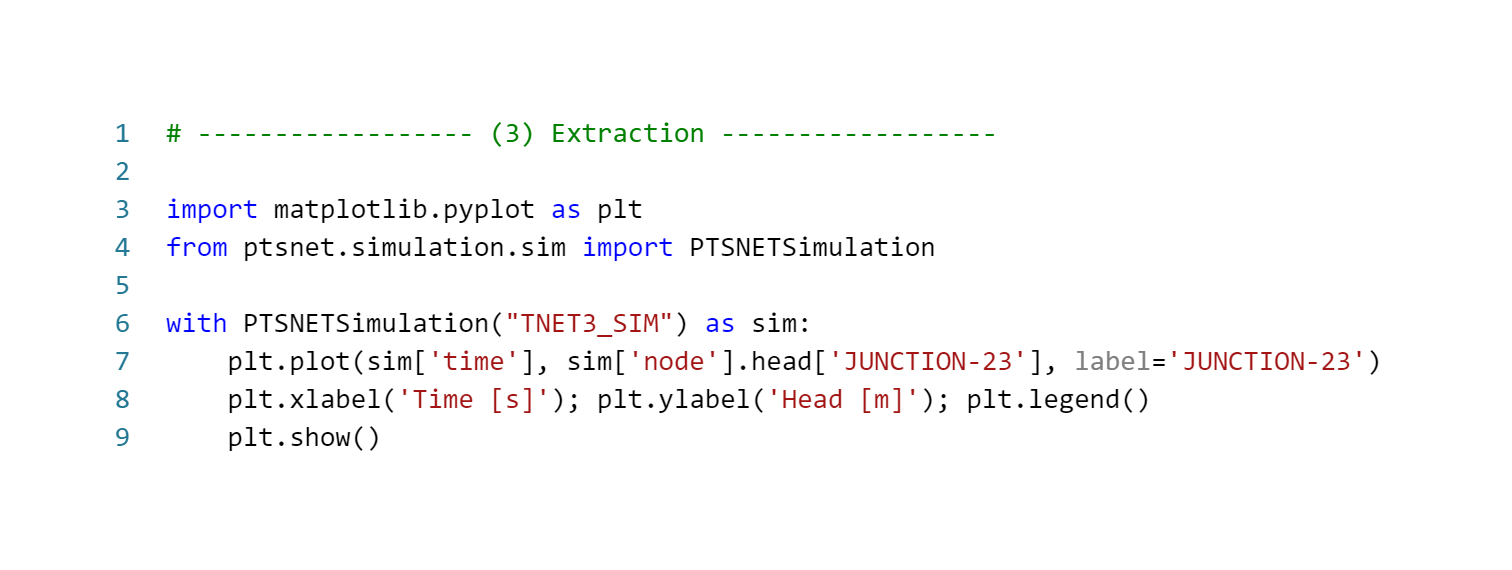 1 # ------------------ (3) Extraction ------------------
2
3 import matplotlib.pyplot as plt
4 from ptsnet.simulation.sim import PTSNETSimulation
5
6 with PTSNETSimulation("TNET3_SIM") as sim:
7     plt.plot(sim['time'], sim['node'].head['JUNCTION-23'], label='JUNCTION-23')
8     plt.xlabel('Time [s]'); plt.ylabel('Head [m]'); plt.legend()
9     plt.show()